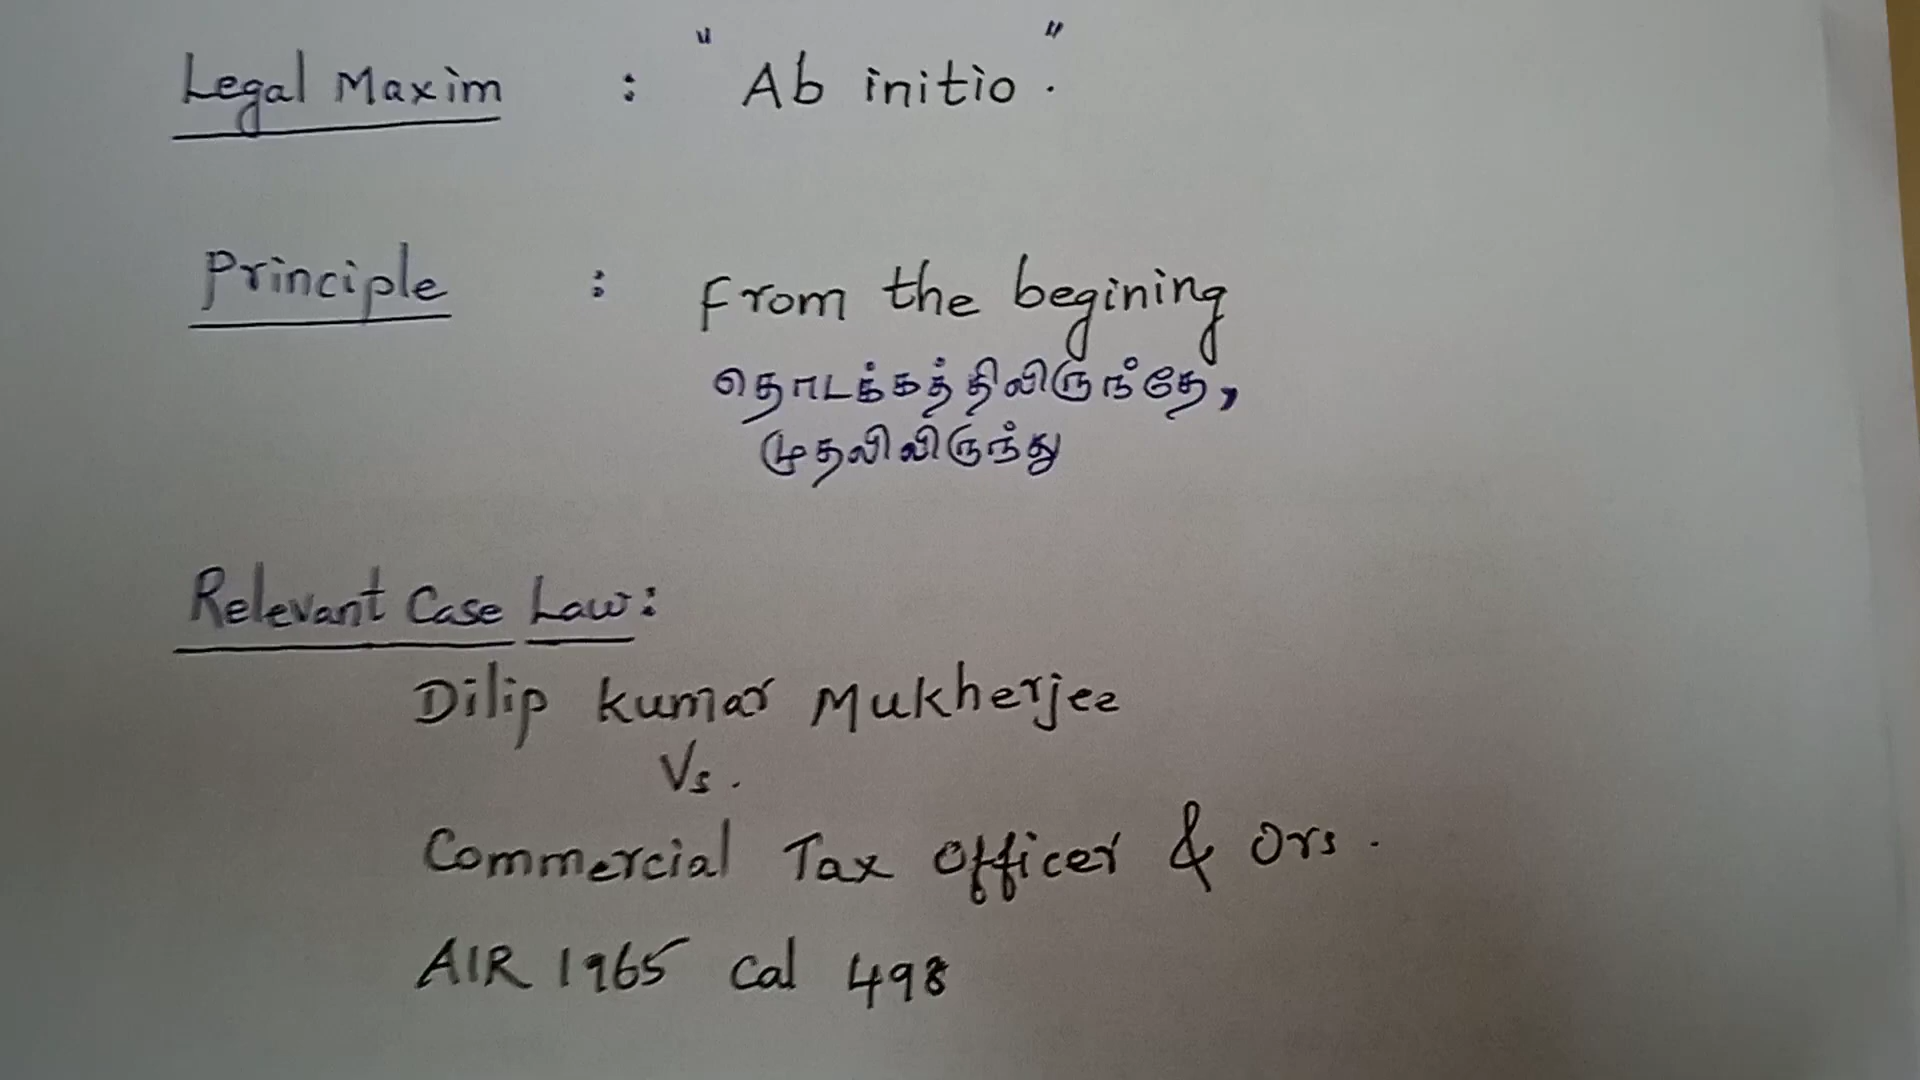 Legal Maxim : "Ab initio."
Principle : From the begining
தொடக்கத்திலிருந்தே,
முதலிலிருந்து
Relevant Case Law:
Dilip Kumar Mukherjee
Vs.
Commercial Tax Officer & Ors.
AIR 1965 Cal 498